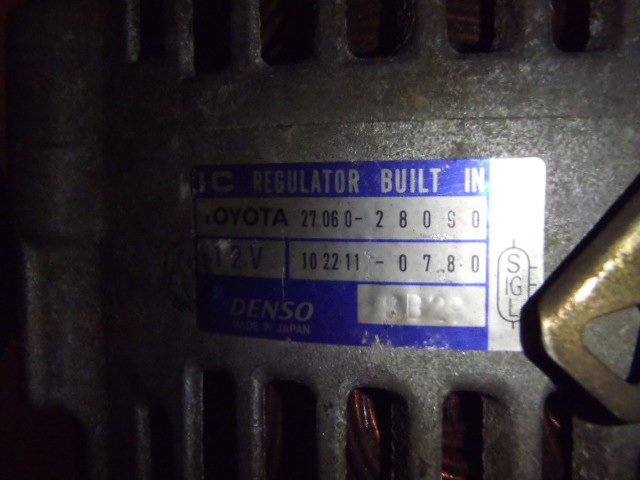 IC REGULATOR BUILT IN
TOYOTA 27060-28090
12V 102211-0780
DENSO
MADE IN JAPAN
S
IG
L